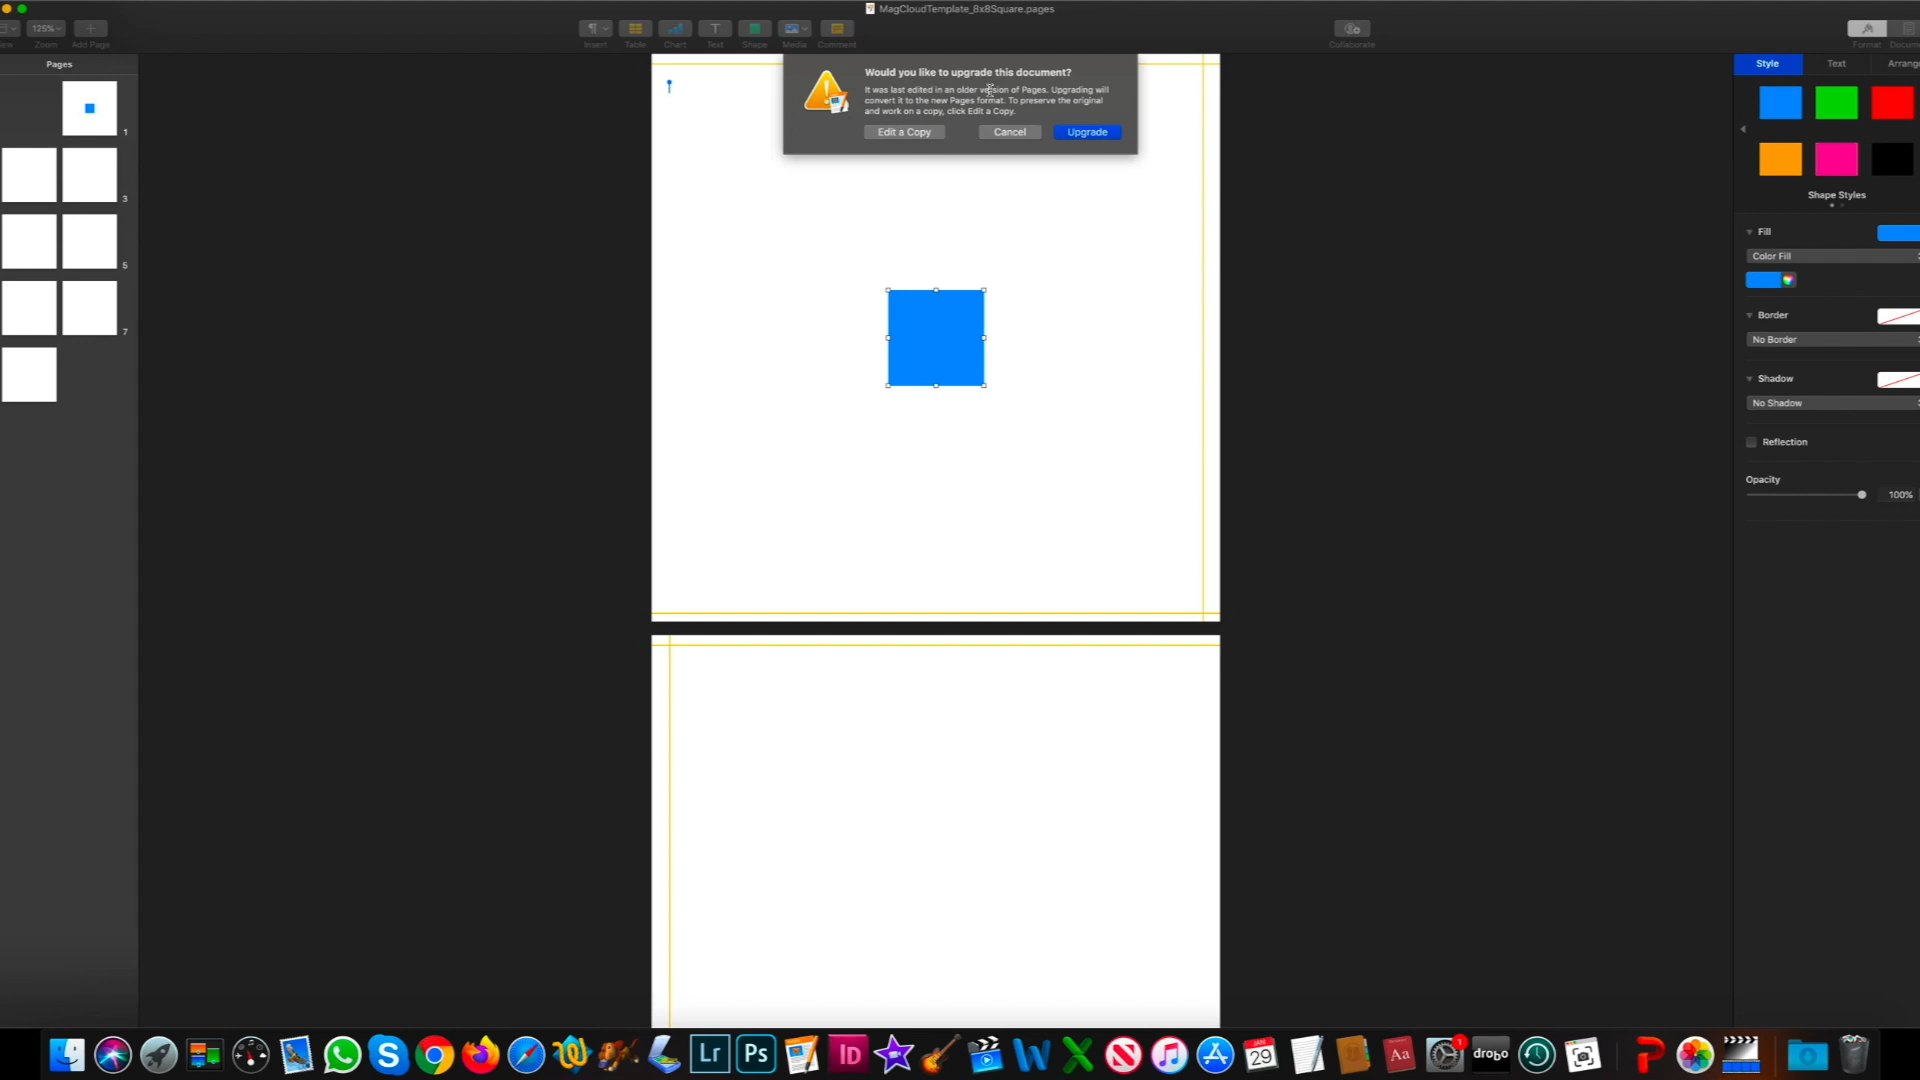 MagCloudTemplate_8x8Square.pages
125%
Zoom
Add Page
Insert
Table
Chart
Text
Shape
Media
Comment
Collaborate
Format
Pages
1
3
5
7
Would you like to upgrade this document?
It was last edited in an older version of Pages. Upgrading will
convert it to the new Pages format. To preserve the original
and work on a copy, click Edit a Copy.
Edit a Copy
Cancel
Upgrade
Style
Text
Arrang
Shape Styles
Fill
Color Fill
Border
No Border
Shadow
No Shadow
Reflection
Opacity
100%
Lr
Ps
Id
JAN
29
Aa
1
drobo